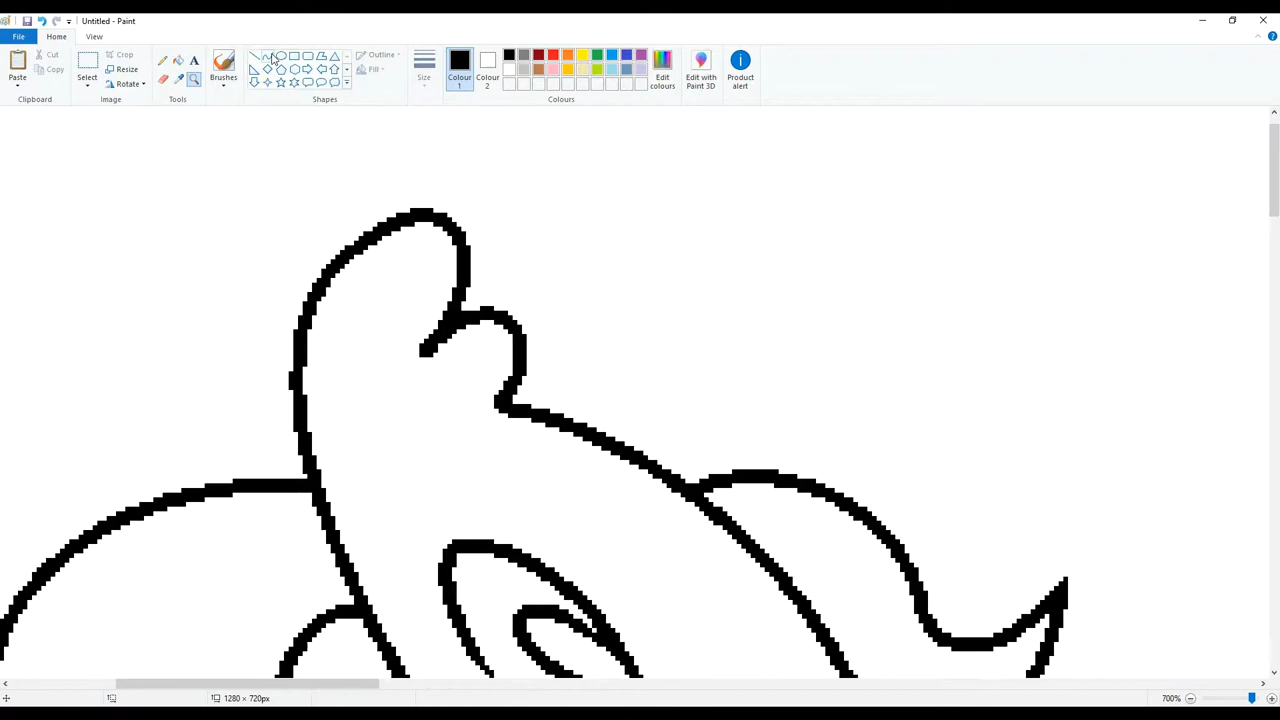 Untitled - Paint
File Home View
Paste
Cut
Copy
Clipboard
Select
Crop
Resize
Rotate
Image
A
Tools
Brushes
Outline
Fill
Shapes
Size
Colour 1
Colour 2
Edit colours
Colours
Edit with Paint 3D
Product alert
1280 × 720px
700%